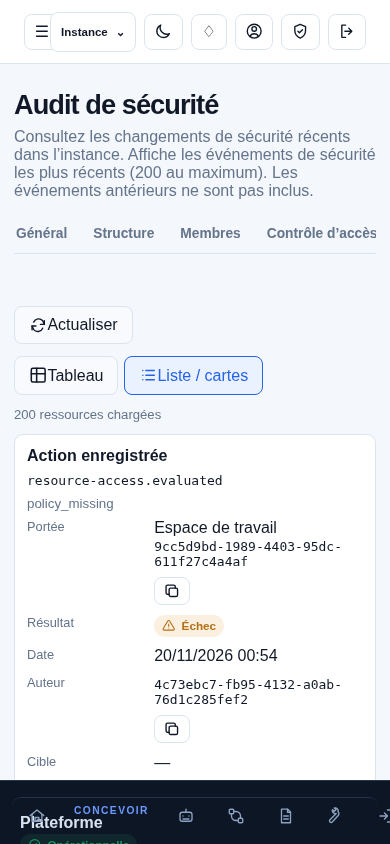 Instance
Audit de sécurité
Consultez les changements de sécurité récents
dans l’instance. Affiche les événements de sécurité
les plus récents (200 au maximum). Les
événements antérieurs ne sont pas inclus.
Général Structure Membres Contrôle d’accès
Actualiser
Tableau Liste / cartes
200 ressources chargées
Action enregistrée
resource-access.evaluated
policy_missing
Portée Espace de travail
9cc5d9bd-1989-4403-95dc-
611f27c4a4af
Résultat Échec
Date 20/11/2026 00:54
Auteur 4c73ebc7-fb95-4132-a0ab-
76d1c285fef2
Cible —
CONCEVOIR
Plateforme
Opérationnelle